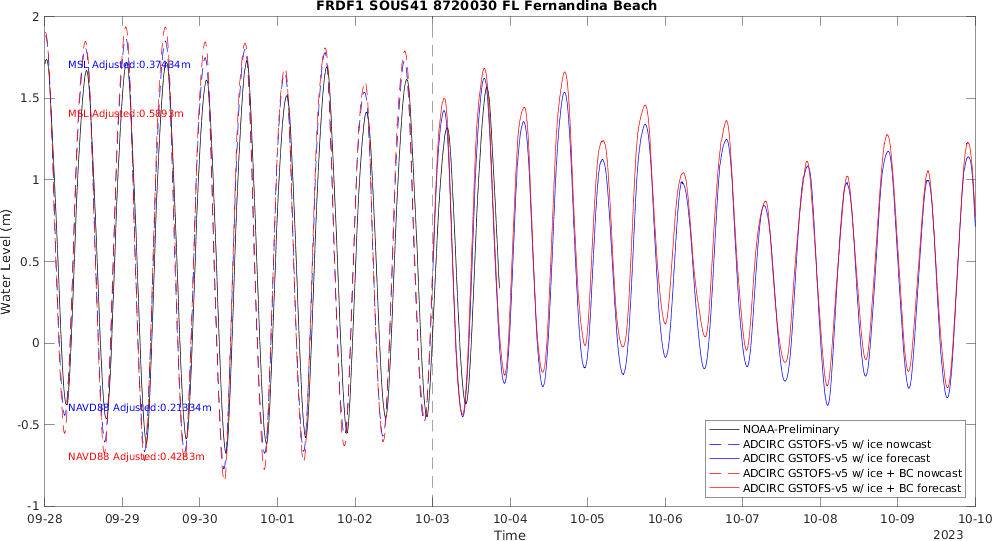 FRDF1 SOUS41 8720030 FL Fernandina Beach
2
1.5
1
0.5
0
-0.5
-1
Water Level (m)
MSL Adjusted:0.37434m
MSL Adjusted:0.5893m
NAVD88 Adjusted:0.21334m
NAVD88 Adjusted:0.4283m
NOAA-Preliminary
ADCIRC GSTOFS-v5 w/ ice nowcast
ADCIRC GSTOFS-v5 w/ ice forecast
ADCIRC GSTOFS-v5 w/ ice + BC nowcast
ADCIRC GSTOFS-v5 w/ ice + BC forecast
09-28 09-29 09-30 10-01 10-02 10-03 10-04 10-05 10-06 10-07 10-08 10-09 10-10
Time
2023